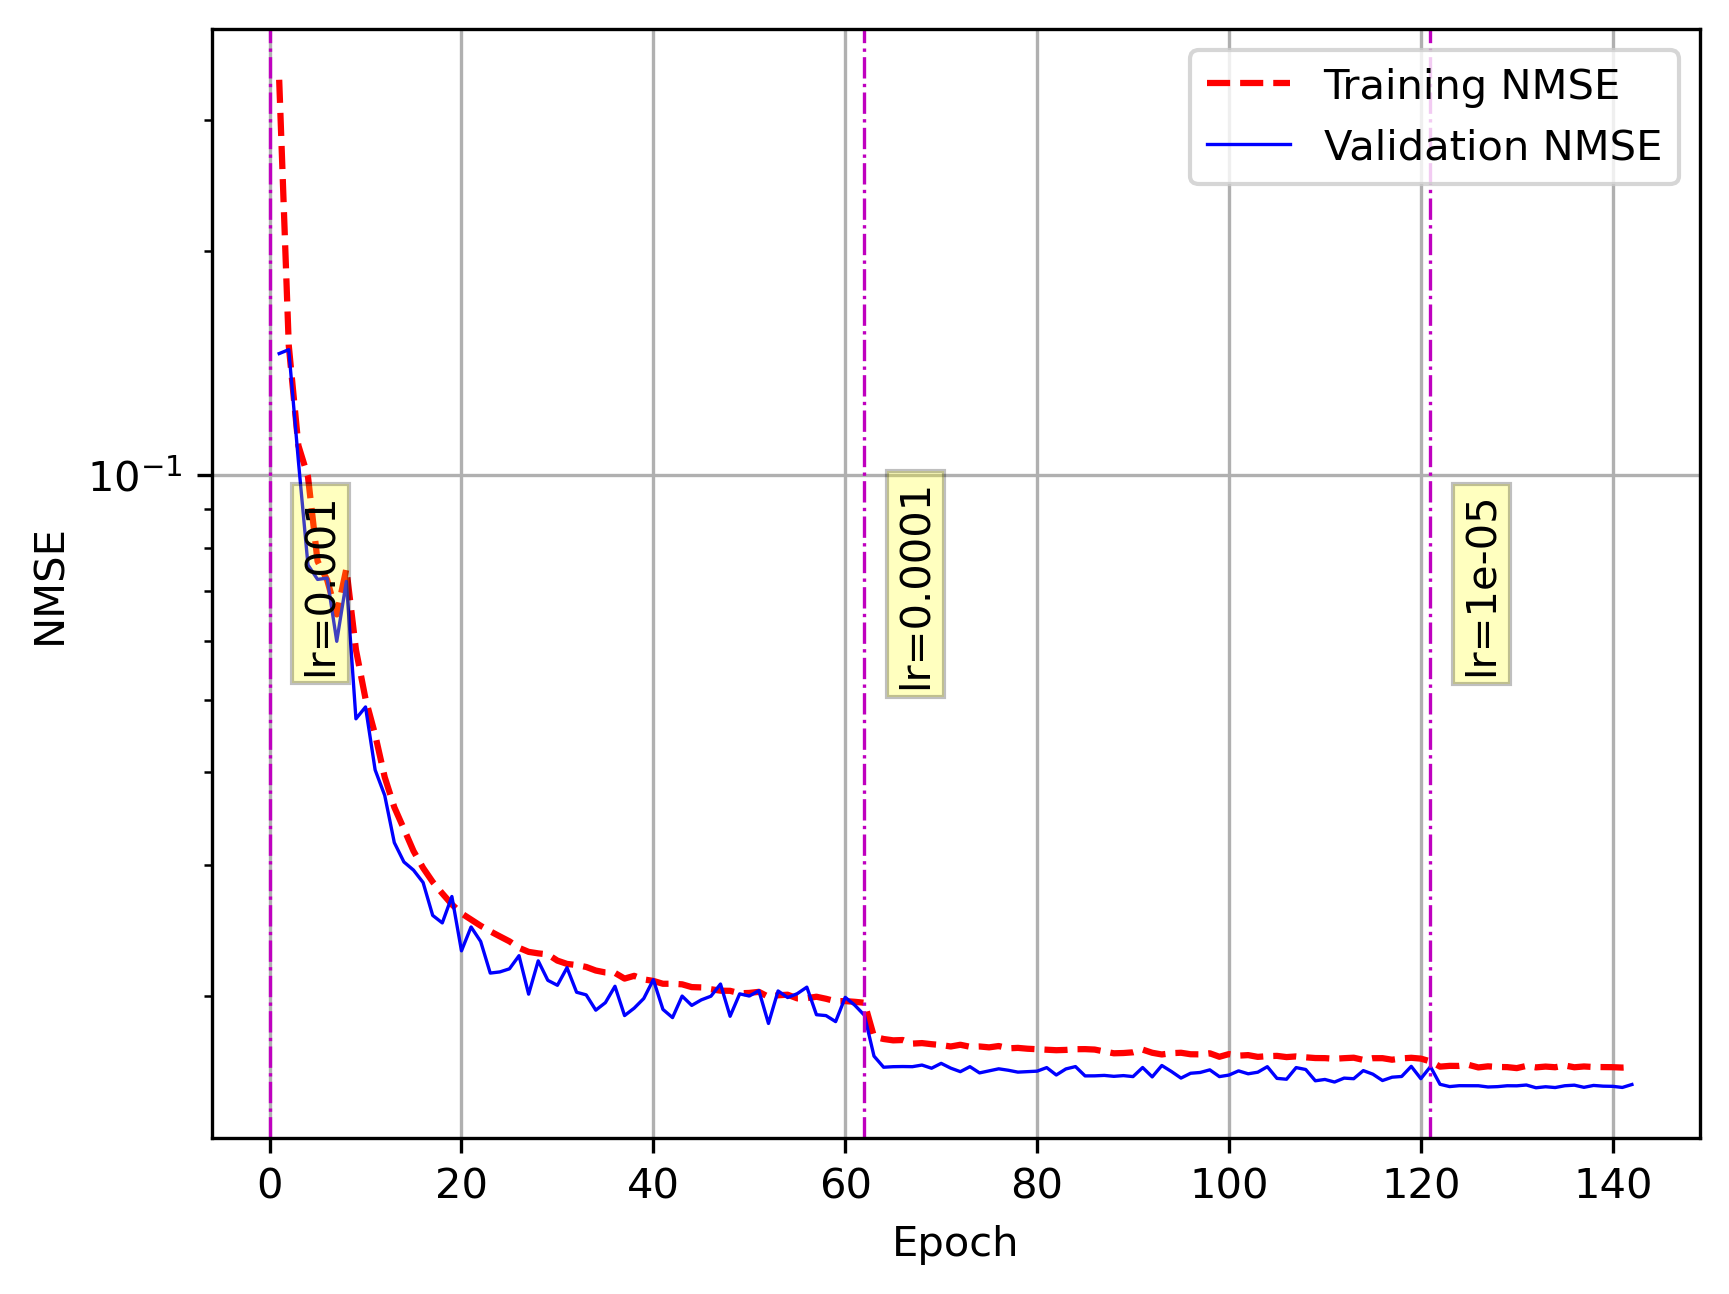 Training NMSE
Validation NMSE
10⁻¹
NMSE
lr=0.001
lr=0.0001
lr=1e-05
0 20 40 60 80 100 120 140
Epoch